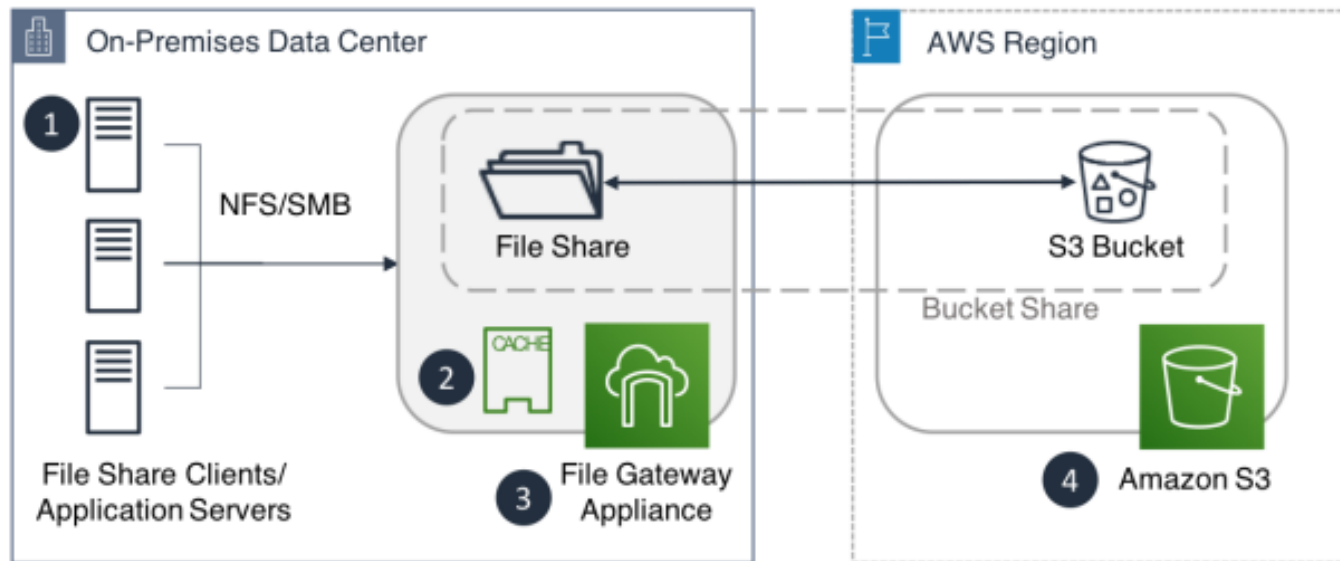 On-Premises Data Center
AWS Region
1
NFS/SMB
File Share
S3 Bucket
Bucket Share
CACHE
2
File Share Clients/
Application Servers
3
File Gateway
Appliance
4
Amazon S3